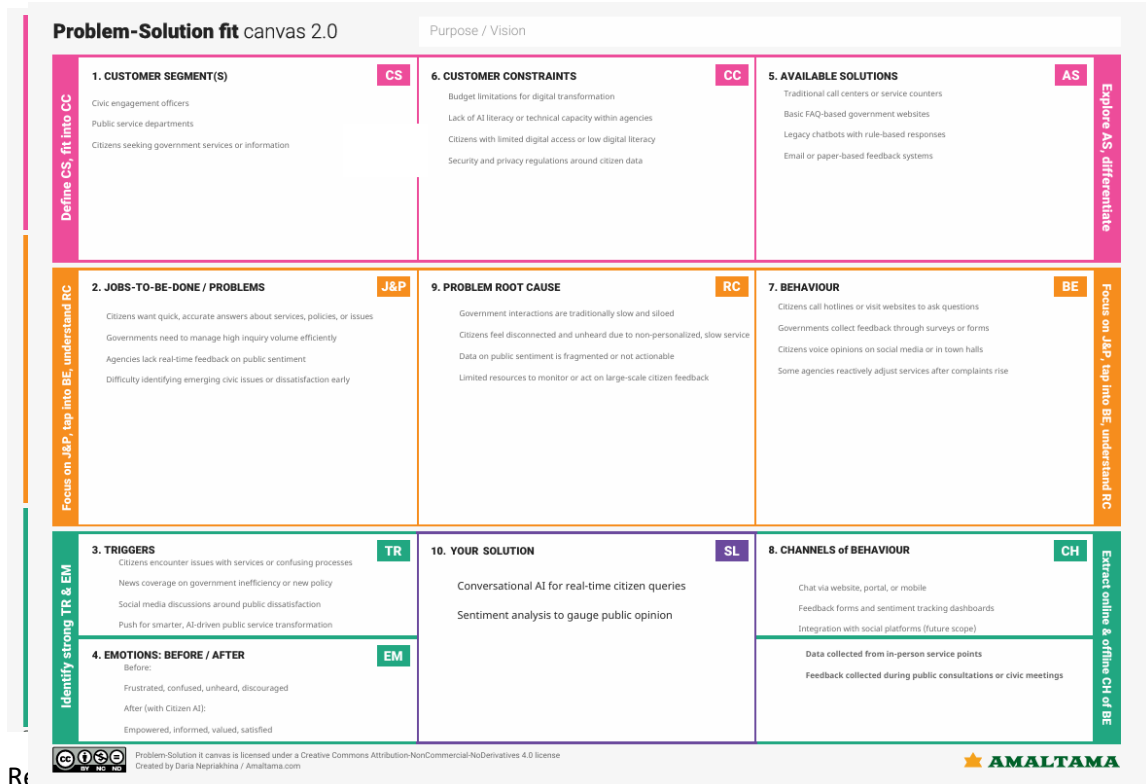 Problem-Solution fit canvas 2.0
Purpose / Vision
Define CS, fit into CC
1. CUSTOMER SEGMENT(S)
CS
Civic engagement officers
Public service departments
Citizens seeking government services or information
6. CUSTOMER CONSTRAINTS
CC
Budget limitations for digital transformation
Lack of AI literacy or technical capacity within agencies
Citizens with limited digital access or low digital literacy
Security and privacy regulations around citizen data
5. AVAILABLE SOLUTIONS
AS
Traditional call centers or service counters
Basic FAQ-based government websites
Legacy chatbots with rule-based responses
Email or paper-based feedback systems
Explore AS, differentiate
Focus on J&P, tap into BE, understand RC
2. JOBS-TO-BE-DONE / PROBLEMS
J&P
Citizens want quick, accurate answers about services, policies, or issues
Governments need to manage high inquiry volume efficiently
Agencies lack real-time feedback on public sentiment
Difficulty identifying emerging civic issues or dissatisfaction early
9. PROBLEM ROOT CAUSE
RC
Government interactions are traditionally slow and siloed
Citizens feel disconnected and unheard due to non-personalized, slow service
Data on public sentiment is fragmented or not actionable
Limited resources to monitor or act on large-scale citizen feedback
7. BEHAVIOUR
BE
Citizens call hotlines or visit websites to ask questions
Governments collect feedback through surveys or forms
Citizens voice opinions on social media or in town halls
Some agencies reactively adjust services after complaints rise
Focus on J&P, tap into BE, understand RC
Identify strong TR & EM
3. TRIGGERS
TR
Citizens encounter issues with services or confusing processes
News coverage on government inefficiency or new policy
Social media discussions around public dissatisfaction
Push for smarter, AI-driven public service transformation
4. EMOTIONS: BEFORE / AFTER
EM
Before:
Frustrated, confused, unheard, discouraged
After (with Citizen AI):
Empowered, informed, valued, satisfied
10. YOUR SOLUTION
SL
Conversational AI for real-time citizen queries
Sentiment analysis to gauge public opinion
8. CHANNELS of BEHAVIOUR
CH
Chat via website, portal, or mobile
Feedback forms and sentiment tracking dashboards
Integration with social platforms (future scope)
Data collected from in-person service points
Feedback collected during public consultations or civic meetings
Extract online & offline CH of BE
CC BY NC ND
Problem-Solution it canvas is licensed under a Creative Commons Attribution-NonCommercial-NoDerivatives 4.0 license
Created by Daria Nepriakhina / Amaltama.com
AMALTAMA